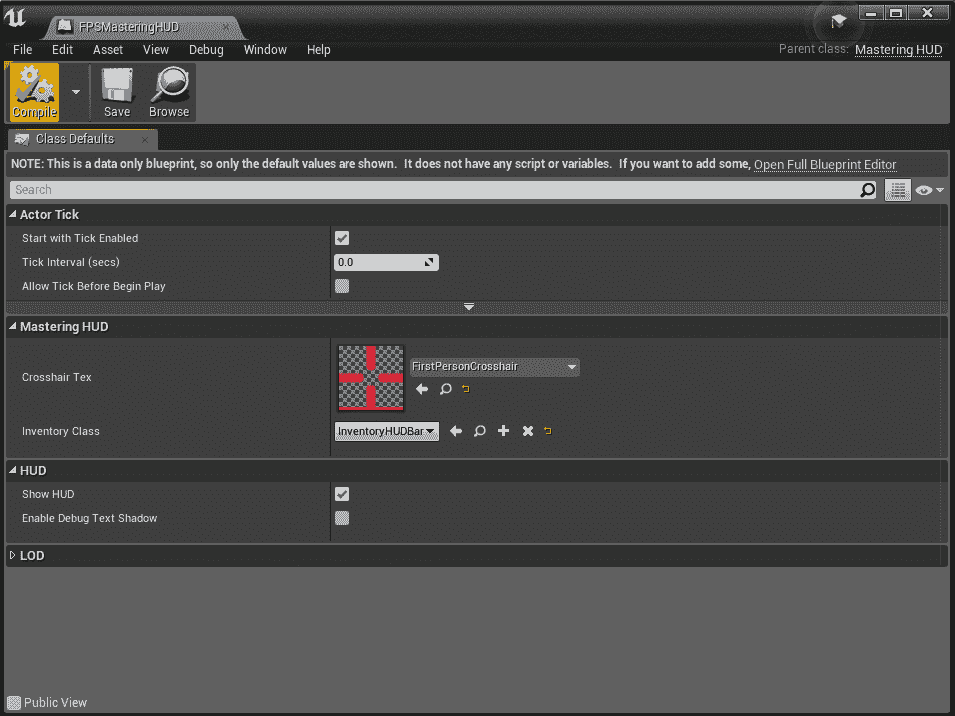 FPSMasteringHUD
File Edit Asset View Debug Window Help
Parent class: Mastering HUD
Compile Save Browse
Class Defaults
NOTE: This is a data only blueprint, so only the default values are shown. It does not have any script or variables. If you want to add some, Open Full Blueprint Editor
Search
Actor Tick
Start with Tick Enabled
Tick Interval (secs) 0.0
Allow Tick Before Begin Play
Mastering HUD
Crosshair Tex FirstPersonCrosshair
Inventory Class InventoryHUDBar
HUD
Show HUD
Enable Debug Text Shadow
LOD
Public View